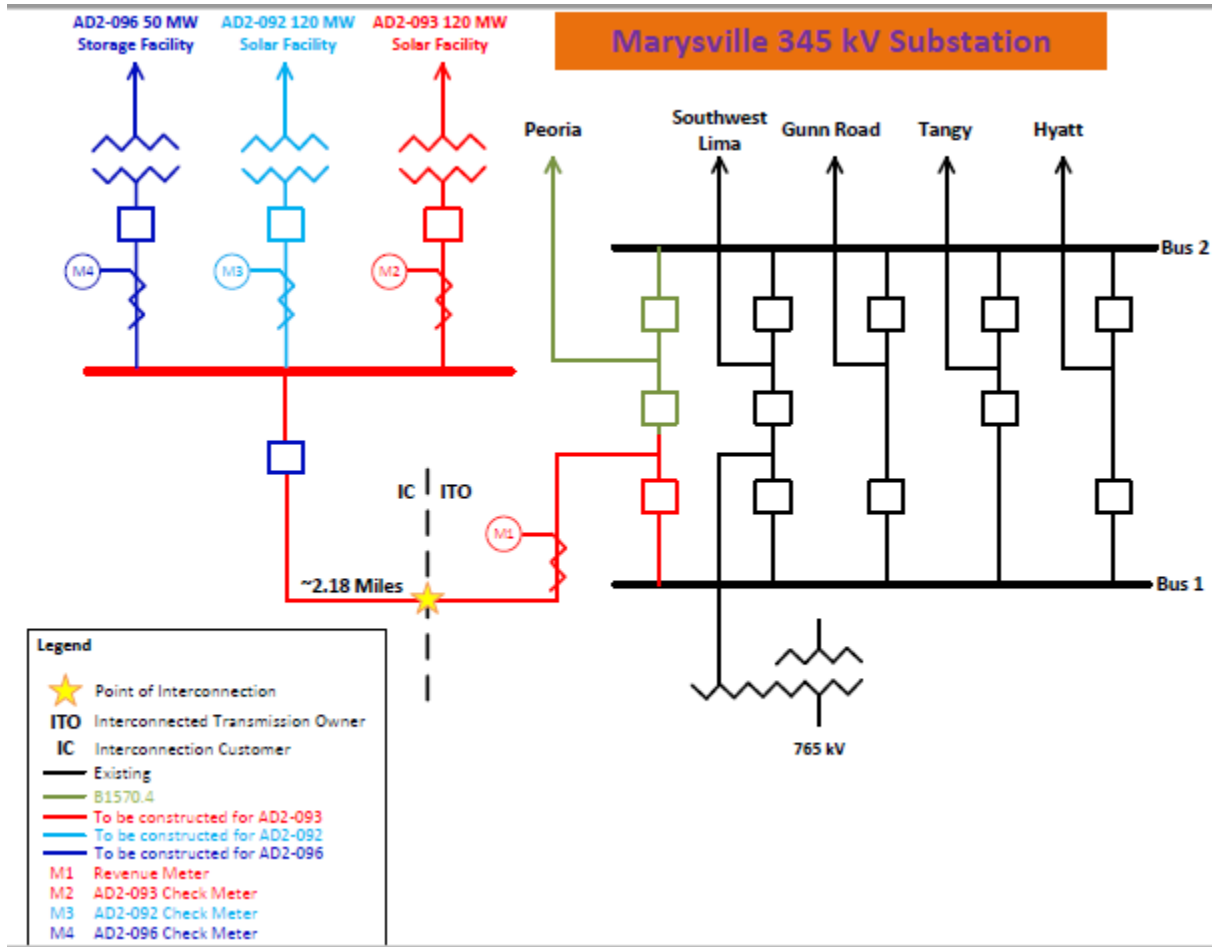 AD2-096 50 MW
Storage Facility
AD2-092 120 MW
Solar Facility
AD2-093 120 MW
Solar Facility
Marysville 345 kV Substation
Peoria
Southwest
Lima
Gunn Road
Tangy
Hyatt
M4
M3
M2
Bus 2
IC
ITO
M1
~2.18 Miles
Bus 1
765 kV
Legend
Point of Interconnection
ITO Interconnected Transmission Owner
IC Interconnection Customer
Existing
B1570.4
To be constructed for AD2-093
To be constructed for AD2-092
To be constructed for AD2-096
M1 Revenue Meter
M2 AD2-093 Check Meter
M3 AD2-092 Check Meter
M4 AD2-096 Check Meter